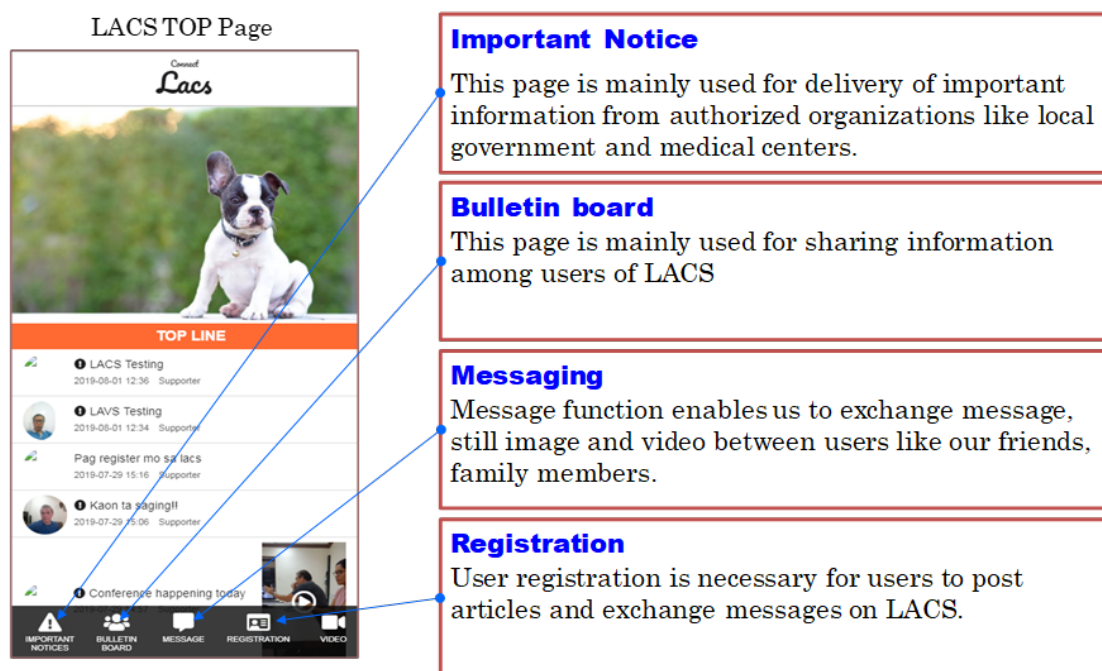 LACS TOP Page
Connect
Lacs
TOP LINE
LACS Testing
2019-08-01 12:36 Supporter
LAVS Testing
2019-08-01 12:34 Supporter
Pag register mo sa lacs
2019-07-29 15:16 Supporter
Kaon ta saging!!
2019-07-29 15:06 Supporter
Conference happening today
IMPORTANT
NOTICES
BULLETIN
BOARD
MESSAGE
REGISTRATION
VIDEO
Important Notice
This page is mainly used for delivery of important
information from authorized organizations like local
government and medical centers.
Bulletin board
This page is mainly used for sharing information
among users of LACS
Messaging
Message function enables us to exchange message,
still image and video between users like our friends,
family members.
Registration
User registration is necessary for users to post
articles and exchange messages on LACS.